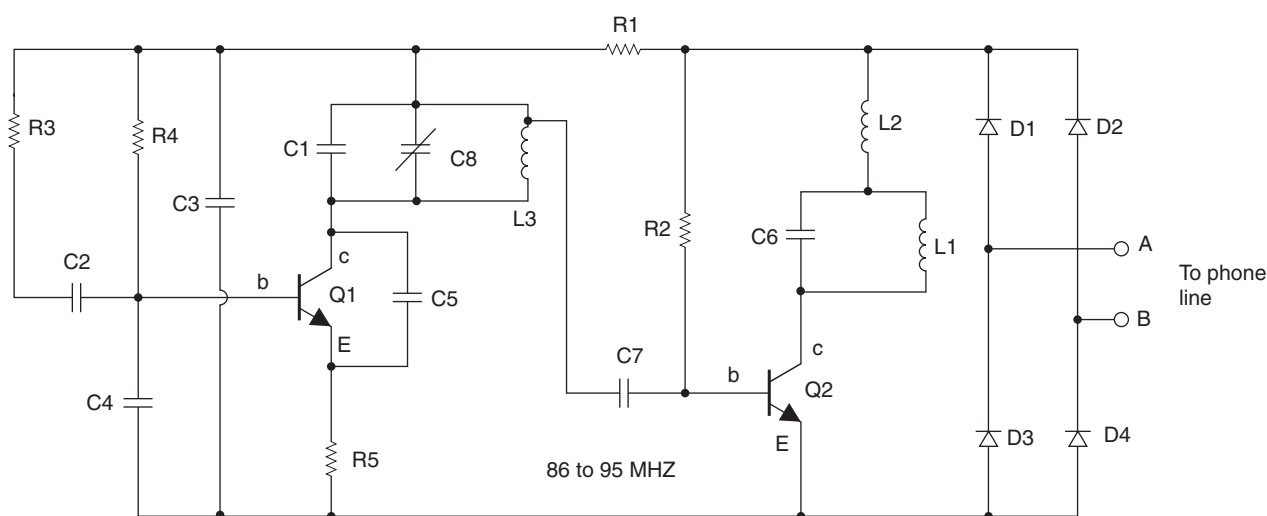 R1
R3
R4
C1
C8
L3
C3
R2
L2
C6
L1
D1
D2
A
To phone
line
B
C2
b
c
Q1
C5
E
C7
b
c
Q2
E
C4
R5
D3
D4
86 to 95 MHZ